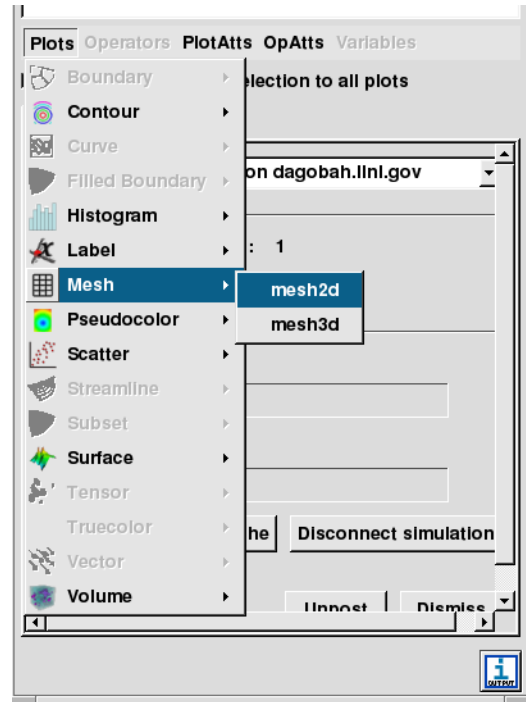 Plots Operators PlotAtts OpAtts Variables
Boundary
election to all plots
Contour
Curve
on dagobah.llnl.gov
Filled Boundary
Histogram
Label
: 1
Mesh
mesh2d
Pseudocolor
mesh3d
Scatter
Streamline
Subset
Surface
Tensor
Truecolor
he Disconnect simulation
Vector
Volume
Unpost Dismiss
OUTPUT